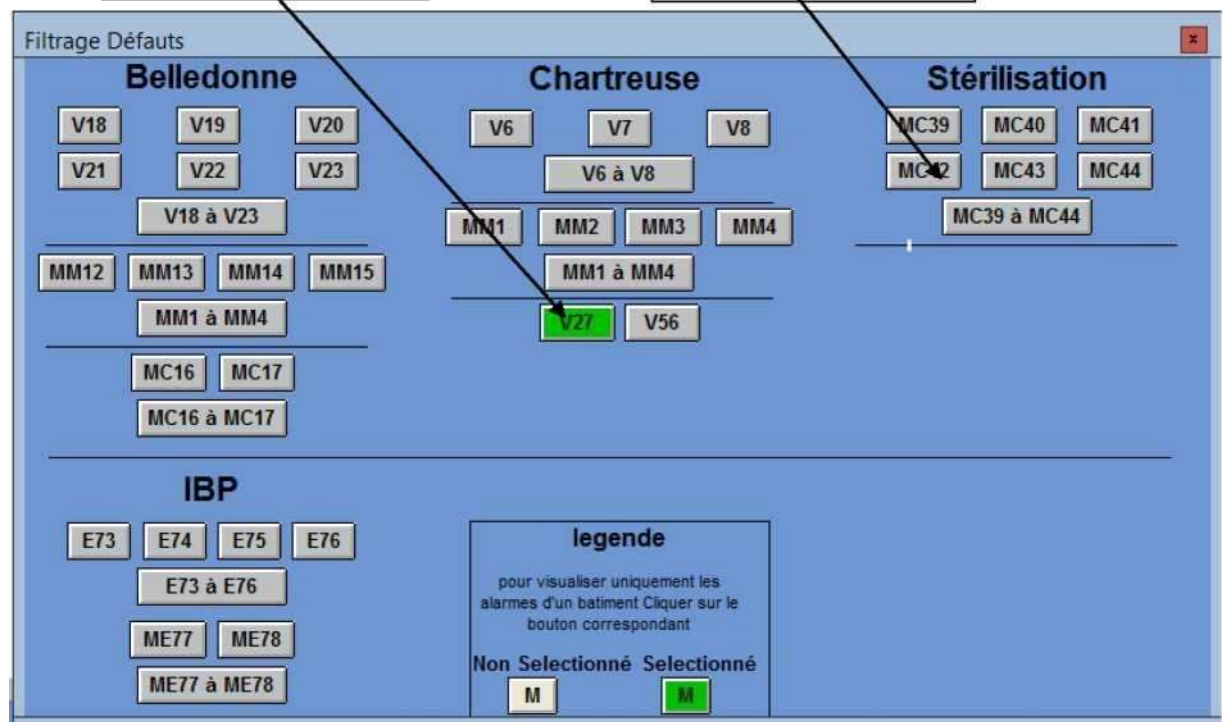 Filtrage Défauts
Belledonne
V18 V19 V20
V21 V22 V23
V18 à V23
MM12 MM13 MM14 MM15
MM1 à MM4
MC16 MC17
MC16 à MC17
Chartreuse
V6 V7 V8
V6 à V8
MM1 MM2 MM3 MM4
MM1 à MM4
V27 V56
Stérilisation
MC39 MC40 MC41
MC42 MC43 MC44
MC39 à MC44
IBP
E73 E74 E75 E76
E73 à E76
ME77 ME78
ME77 à ME78
legende
pour visualiser uniquement les
alarmes d'un batiment Cliquer sur le
bouton correspondant
Non Selectionné Selectionné
M M